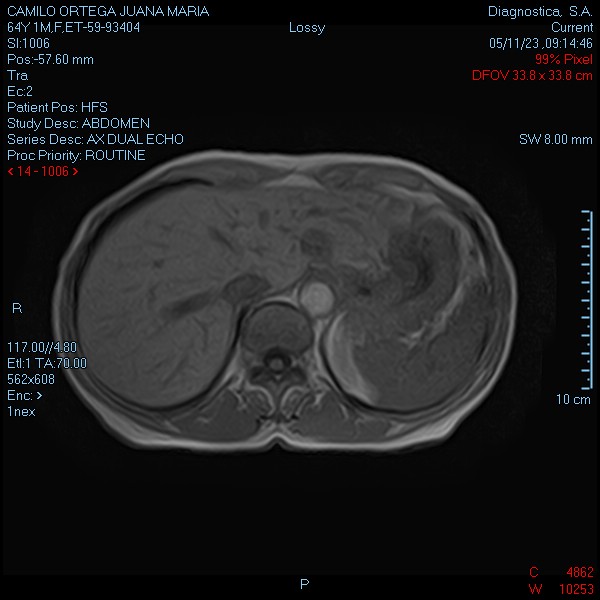 CAMILO ORTEGA JUANA MARIA
64Y 1M,F,ET-59-93404
SI:1006
Pos:-57.60 mm
Tra
Ec:2
Patient Pos: HFS
Study Desc: ABDOMEN
Series Desc: AX DUAL ECHO
Proc Priority: ROUTINE
< 14 - 1006 >
Lossy
Diagnostica, S.A.
Current
05/11/23 ,09:14:46
99% Pixel
DFOV 33.8 x 33.8 cm
SW 8.00 mm
R
117.00//4.80
Etl:1 TA:70.00
562x608
Enc: >
1nex
10 cm
P
C 4862
W 10253